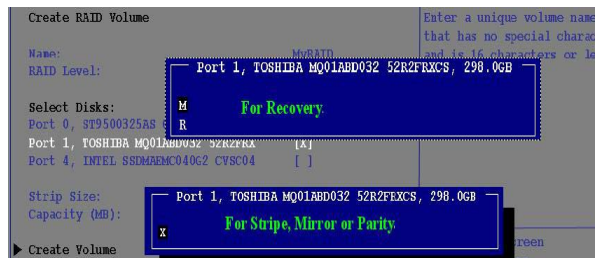 Create RAID Volume
Enter a unique volume name
that has no special charac
Name: MyRAID
and is 16 characters or le
RAID Level:
Port 1, TOSHIBA MQ01ABD032 52R2FRXCS, 298.0GB
M
For Recovery.
R
Select Disks:
Port 0, ST9500325AS
Port 1, TOSHIBA MQ01ABD032 52R2FRX [X]
Port 4, INTEL SSDMAEMC040G2 CVSC04 [ ]
Strip Size:
Port 1, TOSHIBA MQ01ABD032 52R2FRXCS, 298.0GB
Capacity (MB):
For Stripe, Mirror or Parity.
X
reen
Create Volume